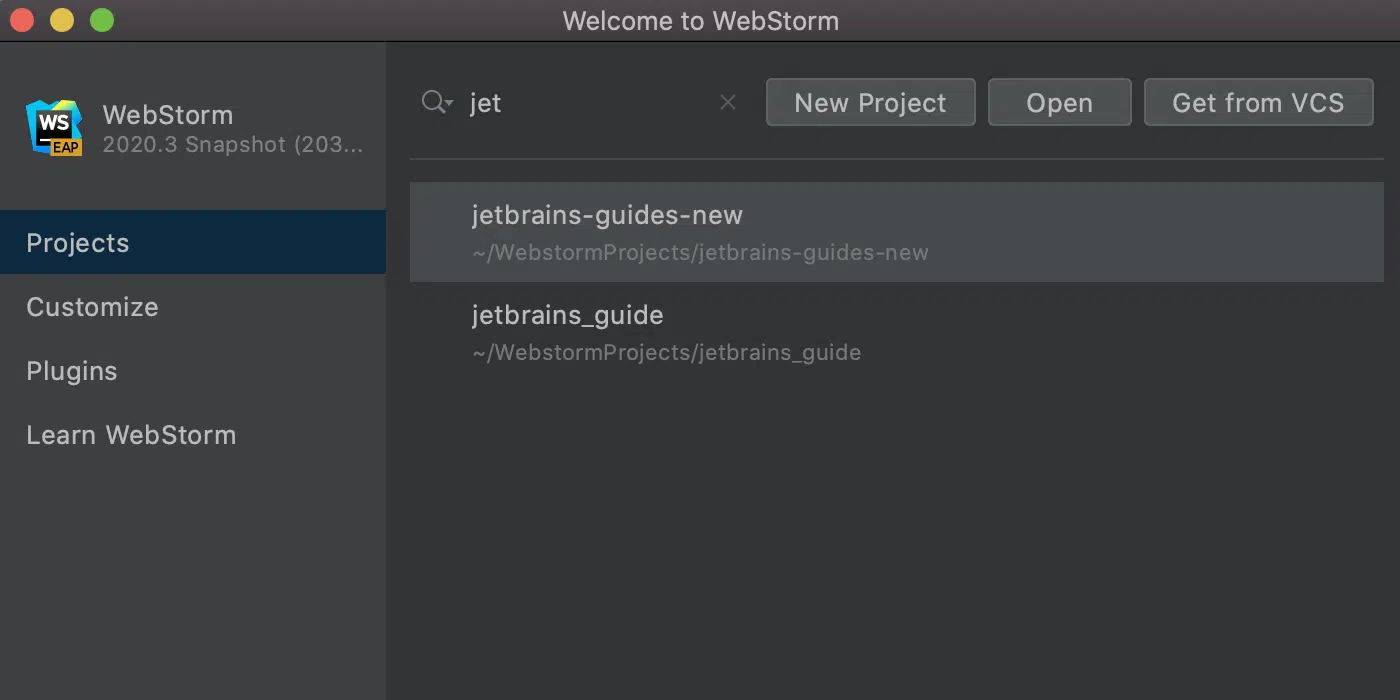 Welcome to WebStorm
WS
EAP
WebStorm
2020.3 Snapshot (203...
Projects
Customize
Plugins
Learn WebStorm
jet
New Project
Open
Get from VCS
jetbrains-guides-new
~/WebstormProjects/jetbrains-guides-new
jetbrains_guide
~/WebstormProjects/jetbrains_guide